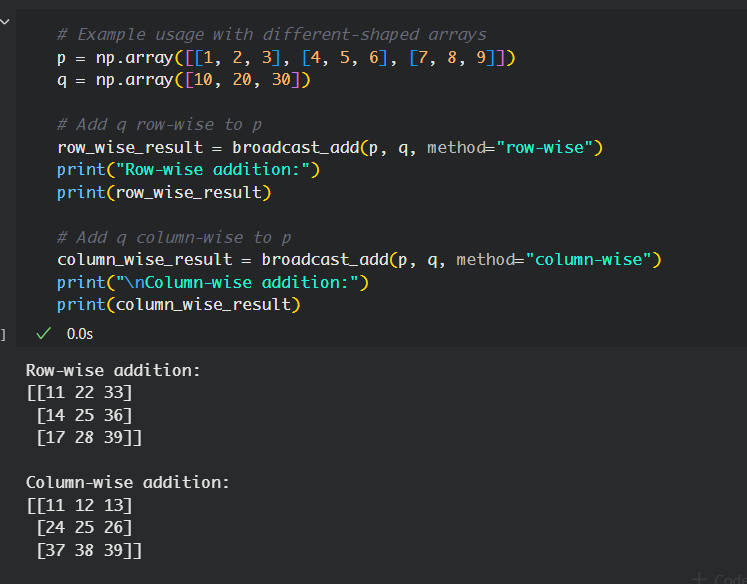 # Example usage with different-shaped arrays
p = np.array([[1, 2, 3], [4, 5, 6], [7, 8, 9]])
q = np.array([10, 20, 30])
# Add q row-wise to p
row_wise_result = broadcast_add(p, q, method="row-wise")
print("Row-wise addition:")
print(row_wise_result)
# Add q column-wise to p
column_wise_result = broadcast_add(p, q, method="column-wise")
print("\nColumn-wise addition:")
print(column_wise_result)
] ✓ 0.0s
Row-wise addition:
[[11 22 33]
 [14 25 36]
 [17 28 39]]
Column-wise addition:
[[11 12 13]
 [24 25 26]
 [37 38 39]]
+ Code